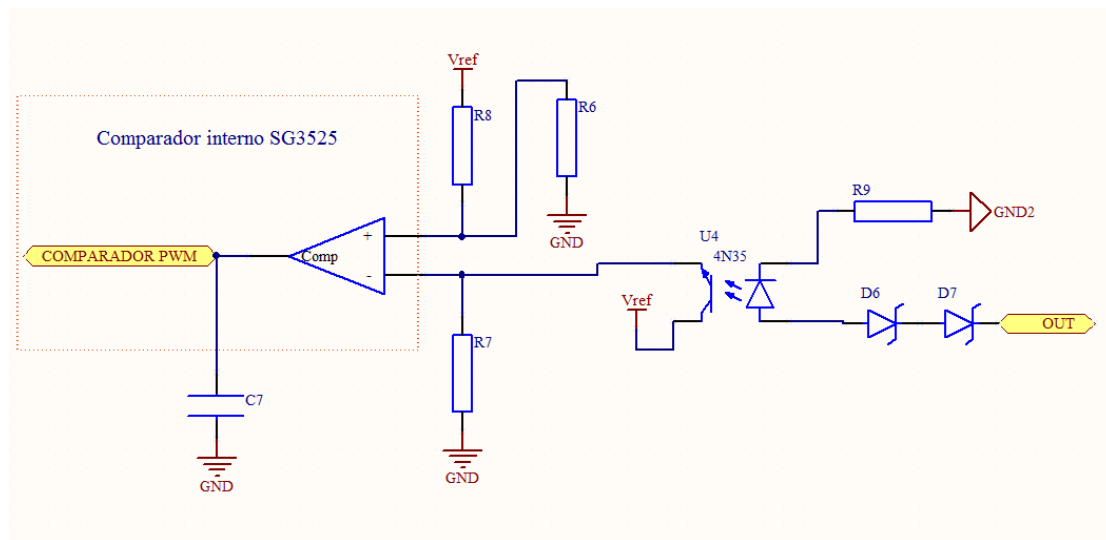 Vref
R8
R6
Comparador interno SG3525
GND
R9
GND2
+
Comp
-
COMPARADOR PWM
U4
4N35
Vref
D6
D7
OUT
R7
C7
GND
GND